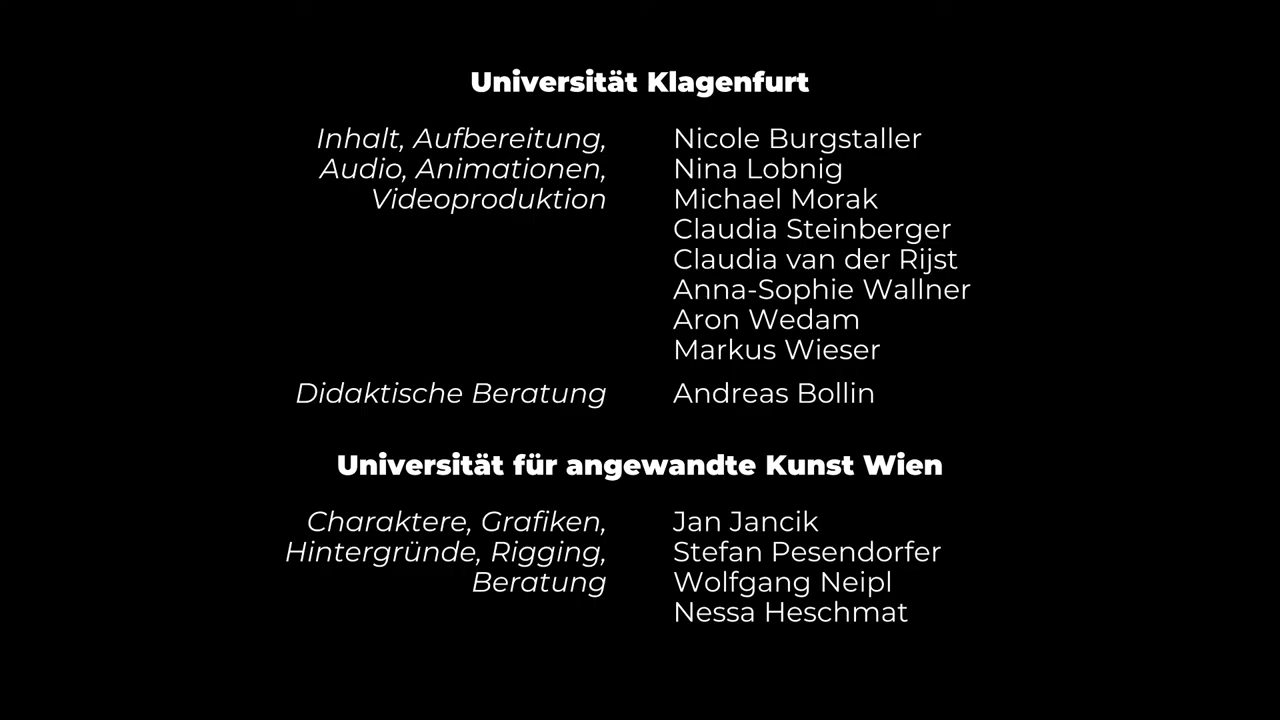 Universität Klagenfurt
Inhalt, Aufbereitung, Nicole Burgstaller
Audio, Animationen, Nina Lobnig
Videoproduktion Michael Morak
Claudia Steinberger
Claudia van der Rijst
Anna-Sophie Wallner
Aron Wedam
Markus Wieser
Didaktische Beratung Andreas Bollin
Universität für angewandte Kunst Wien
Charaktere, Grafiken, Jan Jancik
Hintergründe, Rigging, Stefan Pesendorfer
Beratung Wolfgang Neipl
Nessa Heschmat